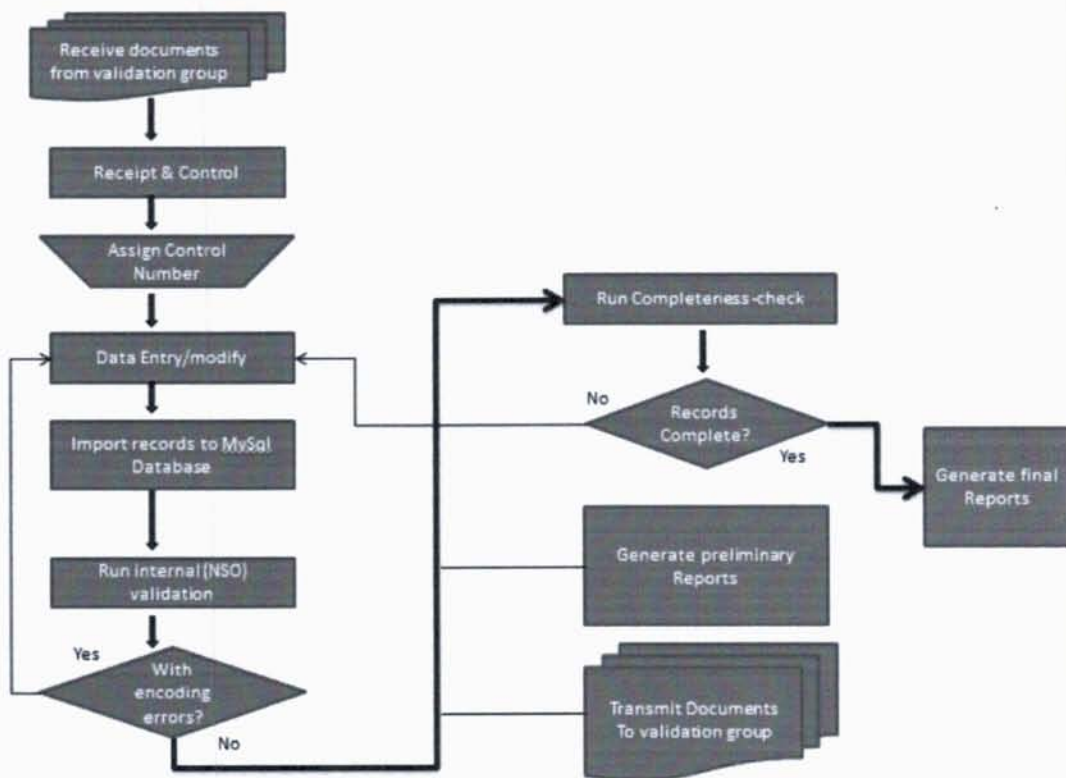 Receive documents
from validation group
Receipt & Control
Assign Control
Number
Data Entry/modify
Import records to MySql
Database
Run internal (NSO)
validation
Yes
With
encoding
errors?
No
Run Completeness-check
No
Records
Complete?
Yes
Generate final
Reports
Generate preliminary
Reports
Transmit Documents
To validation group